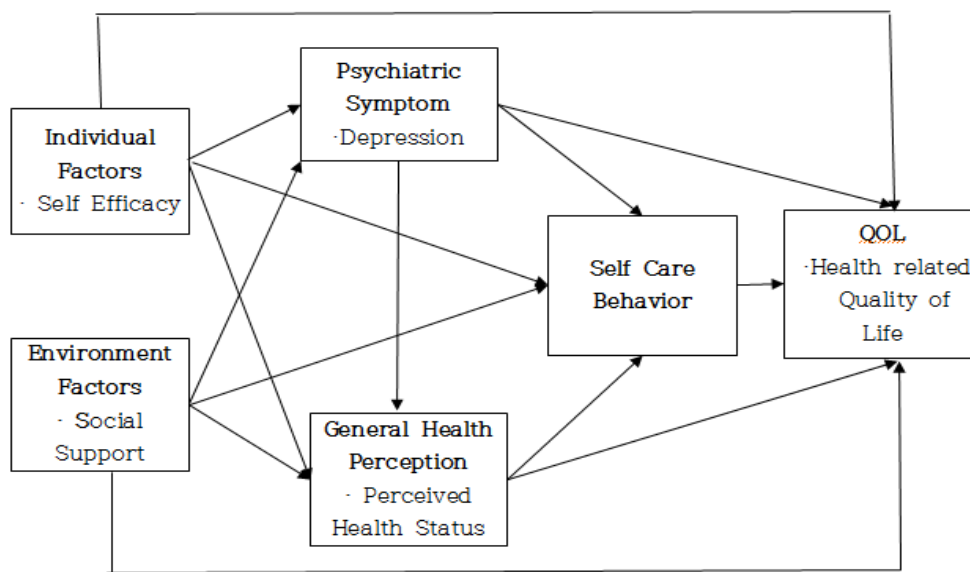 Psychiatric
Symptom
·Depression
Individual
Factors
· Self Efficacy
Self Care
Behavior
QOL
·Health related
Quality of
Life
Environment
Factors
· Social
Support
General Health
Perception
· Perceived
Health Status